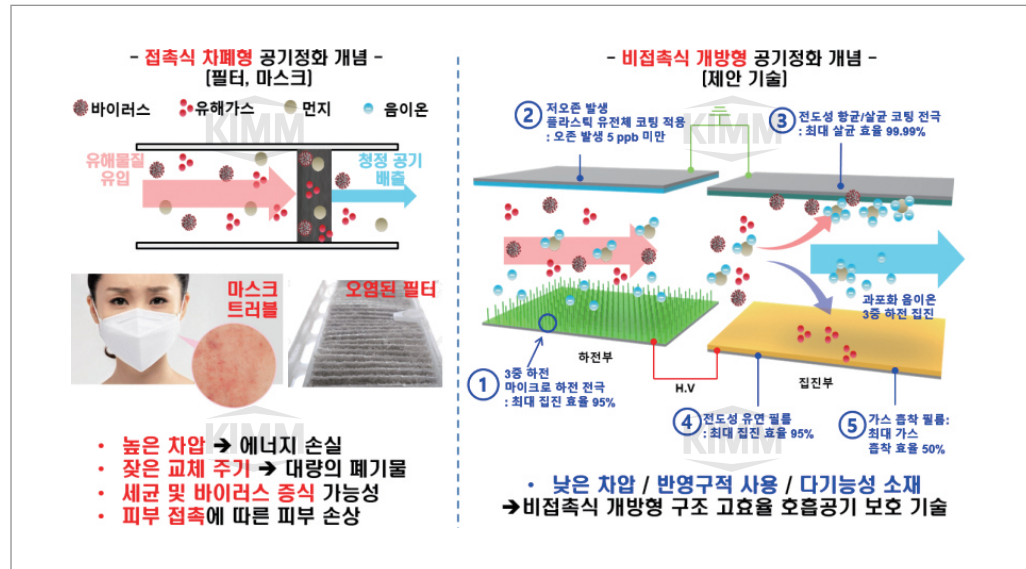 - 접촉식 차폐형 공기정화 개념 -
[필터, 마스크]
바이러스 유해가스 먼지 음이온
유해물질
유입
청정 공기
배출
마스크
트러블
오염된 필터
• 높은 차압 ➔ 에너지 손실
• 잦은 교체 주기 ➔ 대량의 폐기물
• 세균 및 바이러스 증식 가능성
• 피부 접촉에 따른 피부 손상
- 비접촉식 개방형 공기정화 개념 -
[제안 기술]
② 저오존 발생
플라스틱 유전체 코팅 적용
: 오존 발생 5 ppb 미만
③ 전도성 항균/살균 코팅 전극
: 최대 살균 효율 99.99%
과포화 음이온
3중 하전 집진
하전부
H.V
집진부
① 3중 하전
마이크로 하전 전극
: 최대 집진 효율 95%
④ 전도성 유연 필름
: 최대 집진 효율 95%
⑤ 가스 흡착 필름:
최대 가스
흡착 효율 50%
• 낮은 차압 / 반영구적 사용 / 다기능성 소재
➔비접촉식 개방형 구조 고효율 호흡공기 보호 기술
KIMM
KIMM
KIMM
KIMM